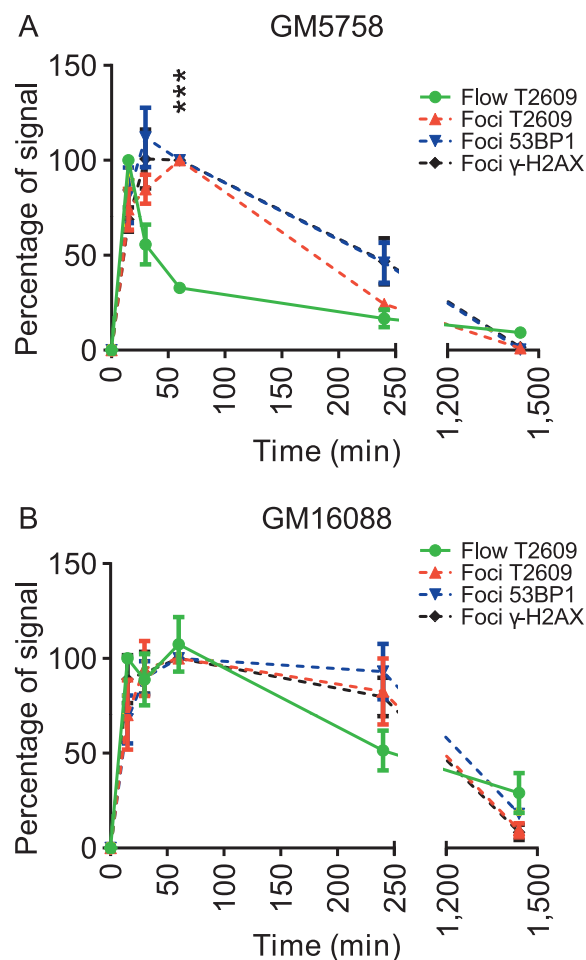 A
GM5758
150
100
50
0
Percentage of signal
***
Flow T2609
Foci T2609
Foci 53BP1
Foci γ-H2AX
0
50
100
150
200
250
1,200
1,500
Time (min)
B
GM16088
150
100
50
0
Percentage of signal
Flow T2609
Foci T2609
Foci 53BP1
Foci γ-H2AX
0
50
100
150
200
250
1,200
1,500
Time (min)